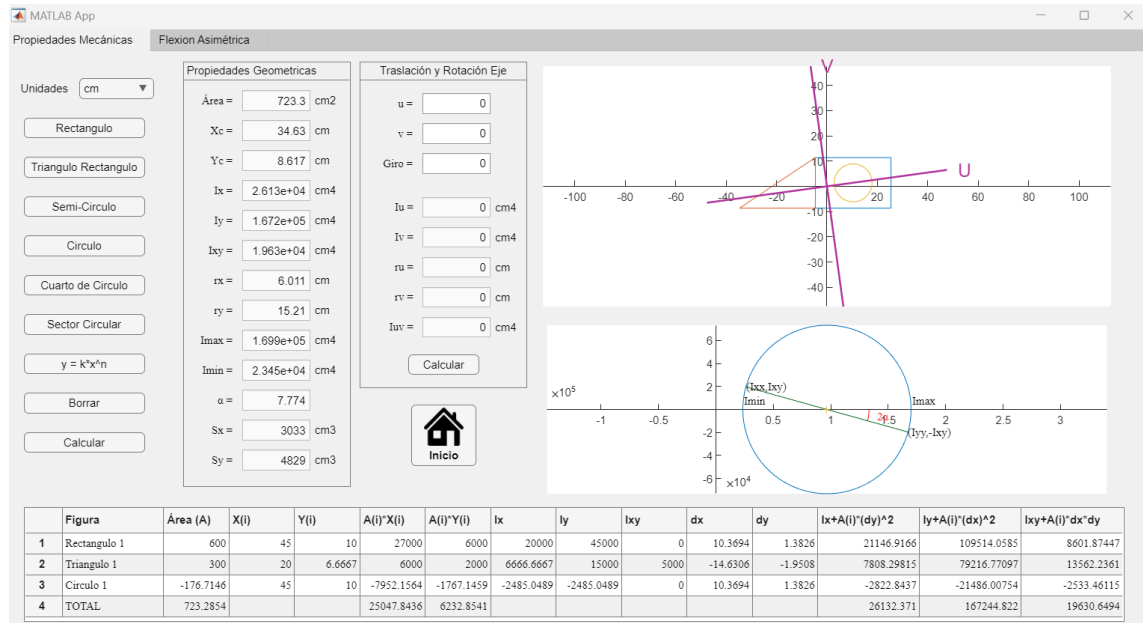 MATLAB App
Propiedades Mecánicas Flexion Asimétrica
Unidades cm
Rectangulo
Triangulo Rectangulo
Semi-Circulo
Circulo
Cuarto de Circulo
Sector Circular
y = k*x^n
Borrar
Calcular
Propiedades Geometricas
Área = 723.3 cm2
Xc = 34.63 cm
Yc = 8.617 cm
Ix = 2.613e+04 cm4
Iy = 1.672e+05 cm4
Ixy = 1.963e+04 cm4
rx = 6.011 cm
ry = 15.21 cm
Imax = 1.699e+05 cm4
Imin = 2.345e+04 cm4
α = 7.774
Sx = 3033 cm3
Sy = 4829 cm3
Traslación y Rotación Eje
u = 0
v = 0
Giro = 0
Iu = 0 cm4
Iv = 0 cm4
ru = 0 cm
rv = 0 cm
Iuv = 0 cm4
Calcular
Inicio
V
40
30
20
10
U
-100 -80 -60 -40 -20 20 40 60 80 100
-10
-20
-30
-40
6
4
2
(Ixx,Ixy)
Imin Imax
×10^5
-1 -0.5 0.5 1 1.5 2 2.5 3
2α
(Iyy,-Ixy)
-2
-4
-6
×10^4
Figura Área (A) X(i) Y(i) A(i)*X(i) A(i)*Y(i) Ix Iy Ixy dx dy Ix+A(i)*(dy)^2 Iy+A(i)*(dx)^2 Ixy+A(i)*dx*dy
1 Rectangulo 1 600 45 10 27000 6000 20000 45000 0 10.3694 1.3826 21146.9166 109514.0585 8601.87447
2 Triangulo 1 300 20 6.6667 6000 2000 6666.6667 15000 5000 -14.6306 -1.9508 7808.29815 79216.77097 13562.2361
3 Circulo 1 -176.7146 45 10 -7952.1564 -1767.1459 -2485.0489 -2485.0489 0 10.3694 1.3826 -2822.8437 -21486.00754 -2533.46115
4 TOTAL 723.2854 25047.8436 6232.8541 26132.371 167244.822 19630.6494